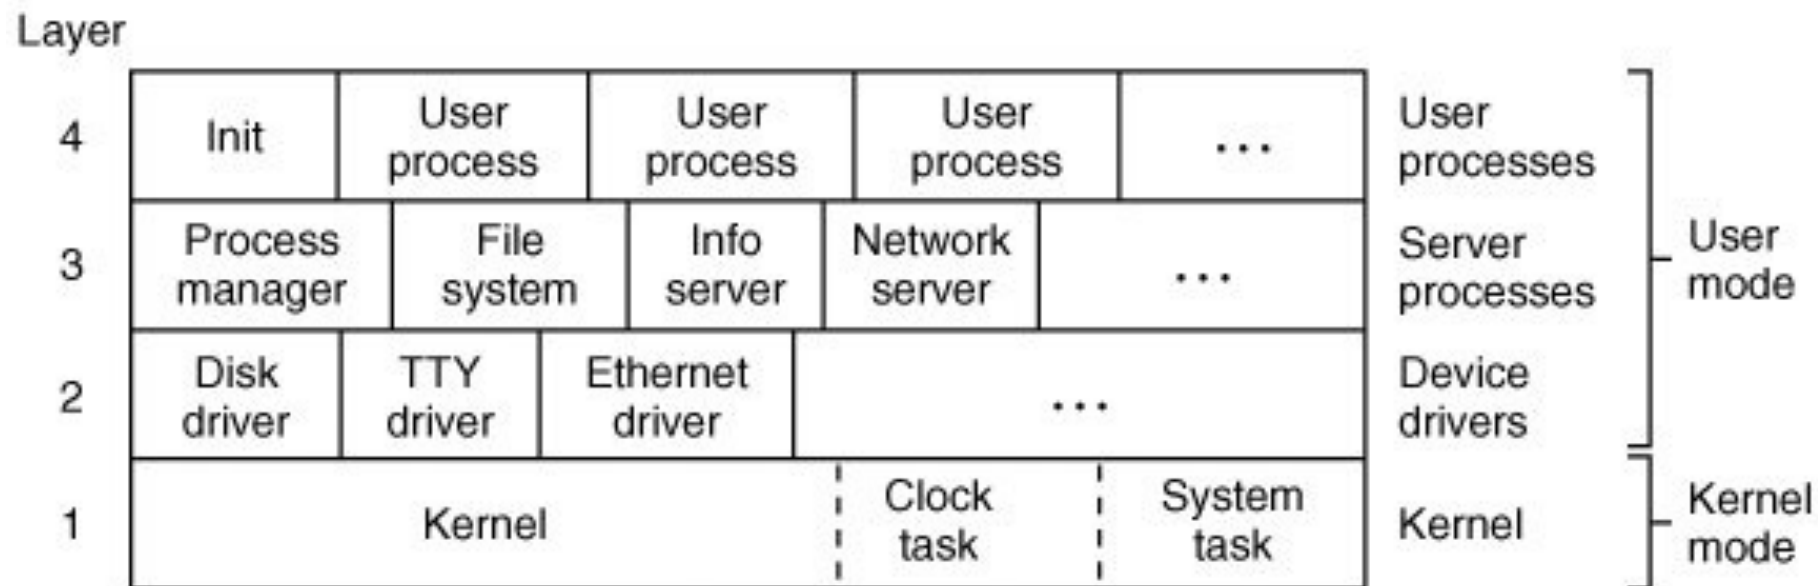 Layer
4
Init
User
process
User
process
User
process
...
User
processes
3
Process
manager
File
system
Info
server
Network
server
...
Server
processes
User
mode
2
Disk
driver
TTY
driver
Ethernet
driver
...
Device
drivers
1
Kernel
Clock
task
System
task
Kernel
Kernel
mode